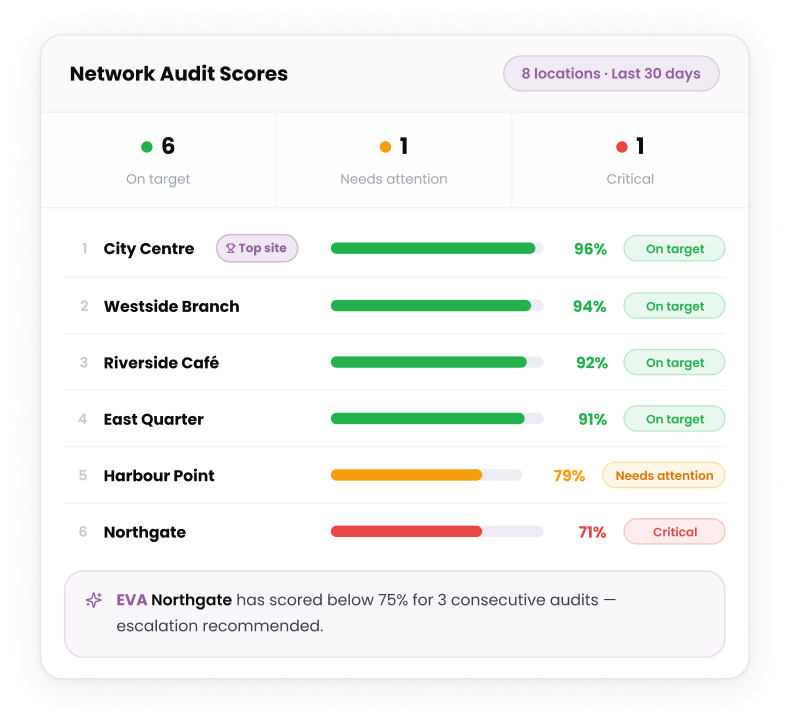 Network Audit Scores
8 locations · Last 30 days
6
On target
1
Needs attention
1
Critical
1 City Centre Top site 96% On target
2 Westside Branch 94% On target
3 Riverside Café 92% On target
4 East Quarter 91% On target
5 Harbour Point 79% Needs attention
6 Northgate 71% Critical
EVA Northgate has scored below 75% for 3 consecutive audits —
escalation recommended.